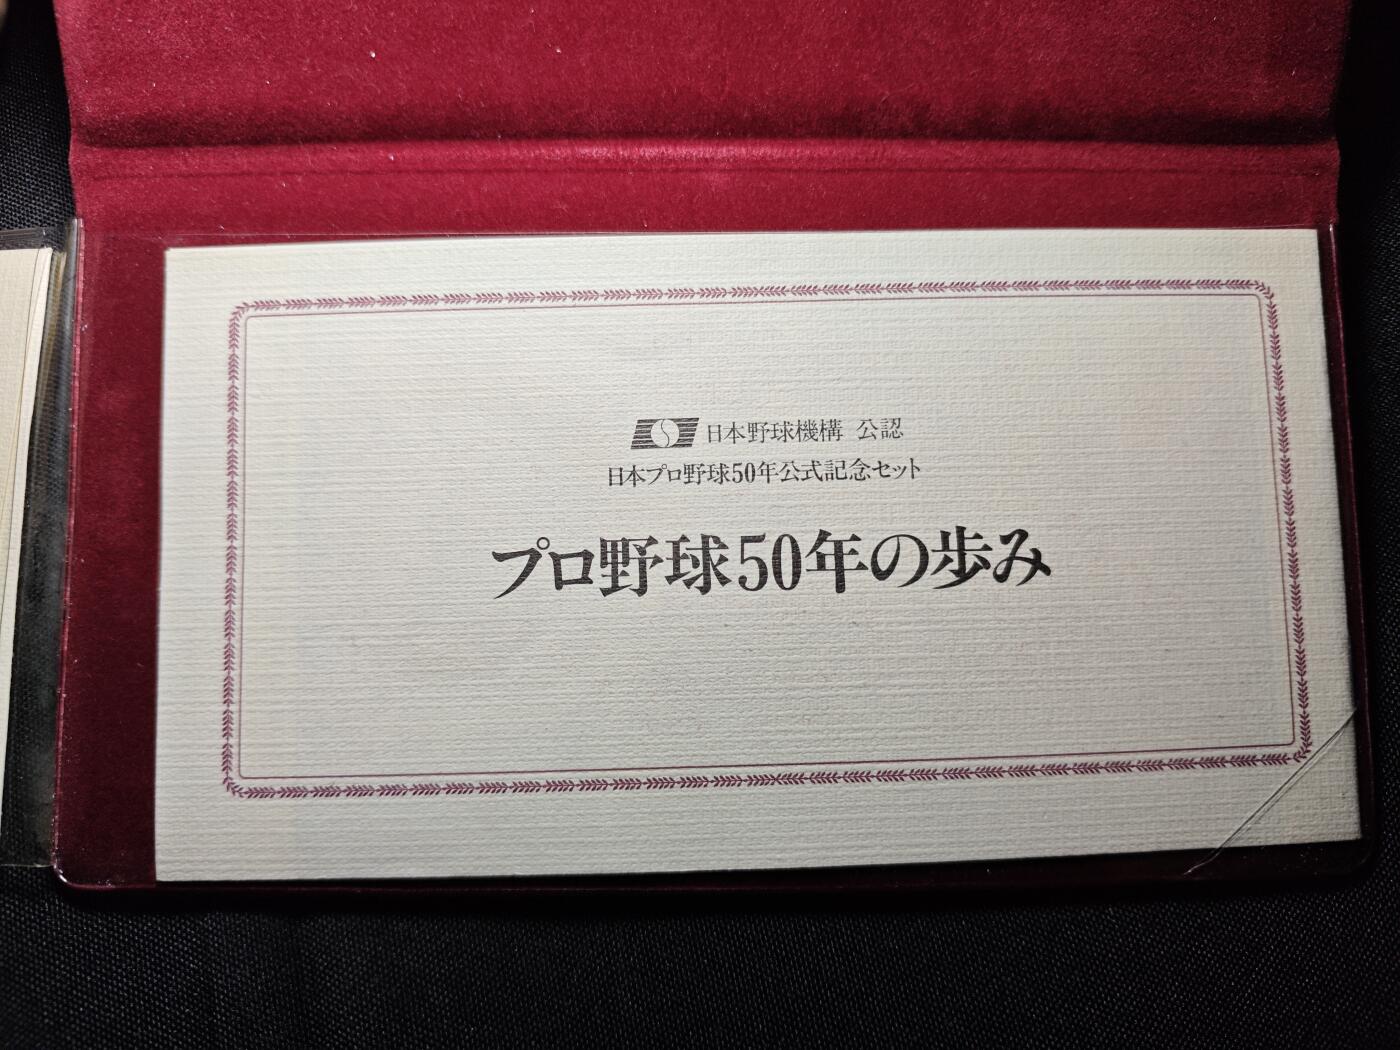 日本野球機構 公認
日本プロ野球50年公式記念セット
プロ野球50年の歩み